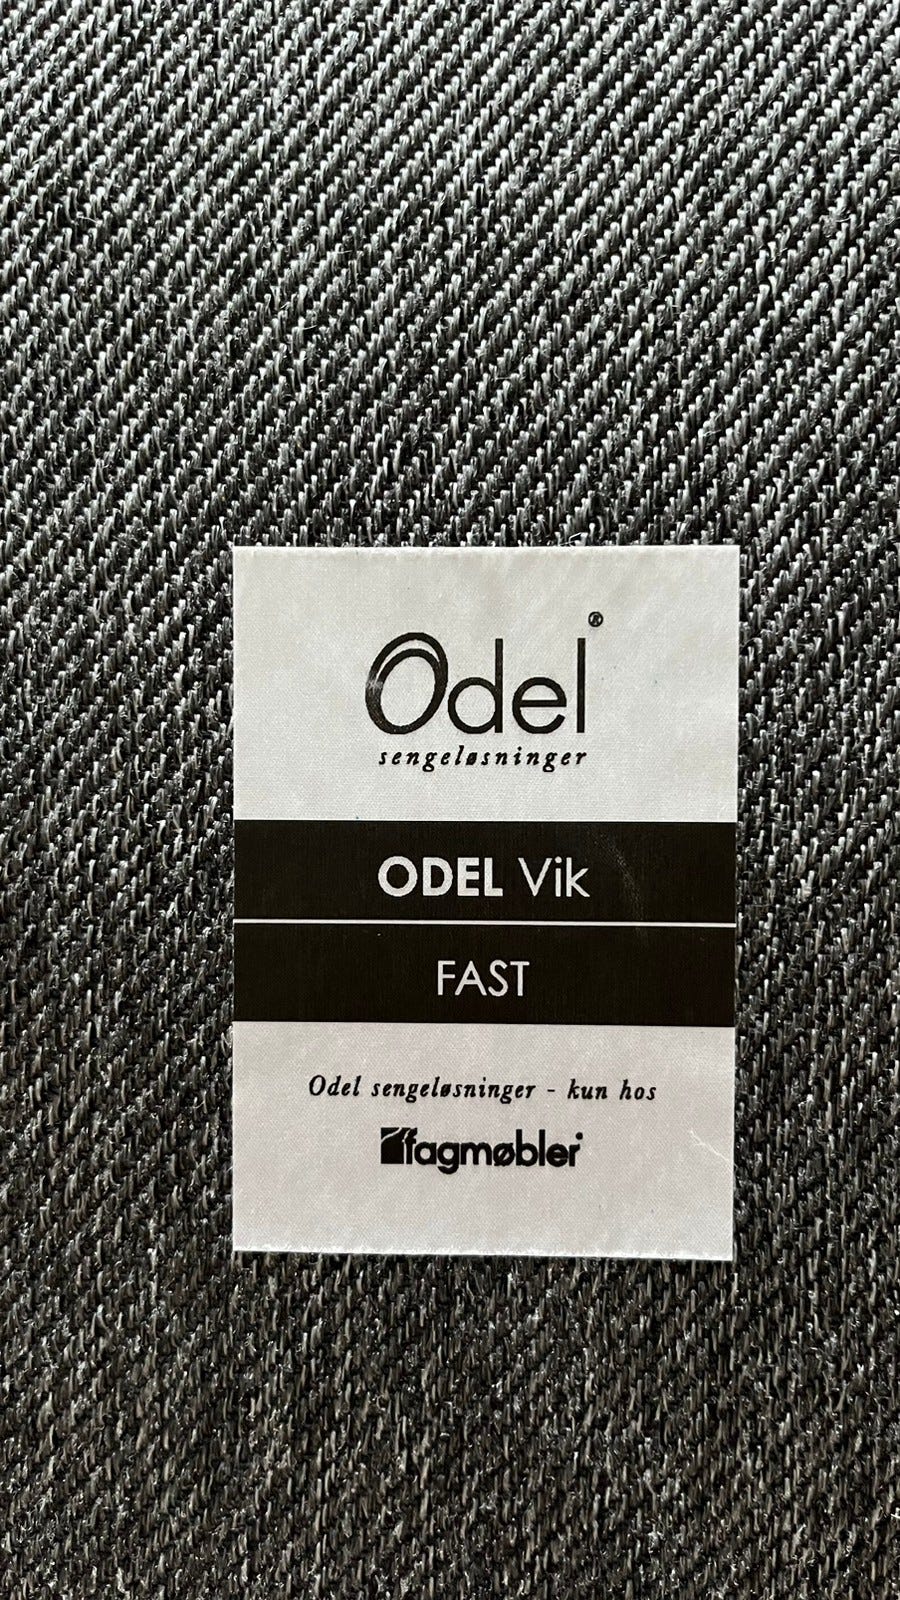 Odel®
sengeløsninger
ODEL Vik
FAST
Odel sengeløsninger - kun hos
fagmøbler